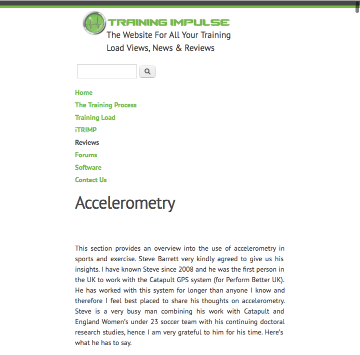 TRAINING IMPULSE
The Website For All Your Training
Load Views, News & Reviews
Home
The Training Process
Training Load
iTRIMP
Reviews
Forums
Software
Contact Us
Accelerometry
This section provides an overview into the use of accelerometry in
sports and exercise. Steve Barrett very kindly agreed to give us his
insights. I have known Steve since 2008 and he was the first person in
the UK to work with the Catapult GPS system (for Perform Better UK).
He has worked with this system for longer than anyone I know and
therefore I feel best placed to share his thoughts on accelerometry.
Steve is a very busy man combining his work with Catapult and
England Women's under 23 soccer team with his continuing doctoral
research studies, hence I am very grateful to him for his time. Here's
what he has to say.